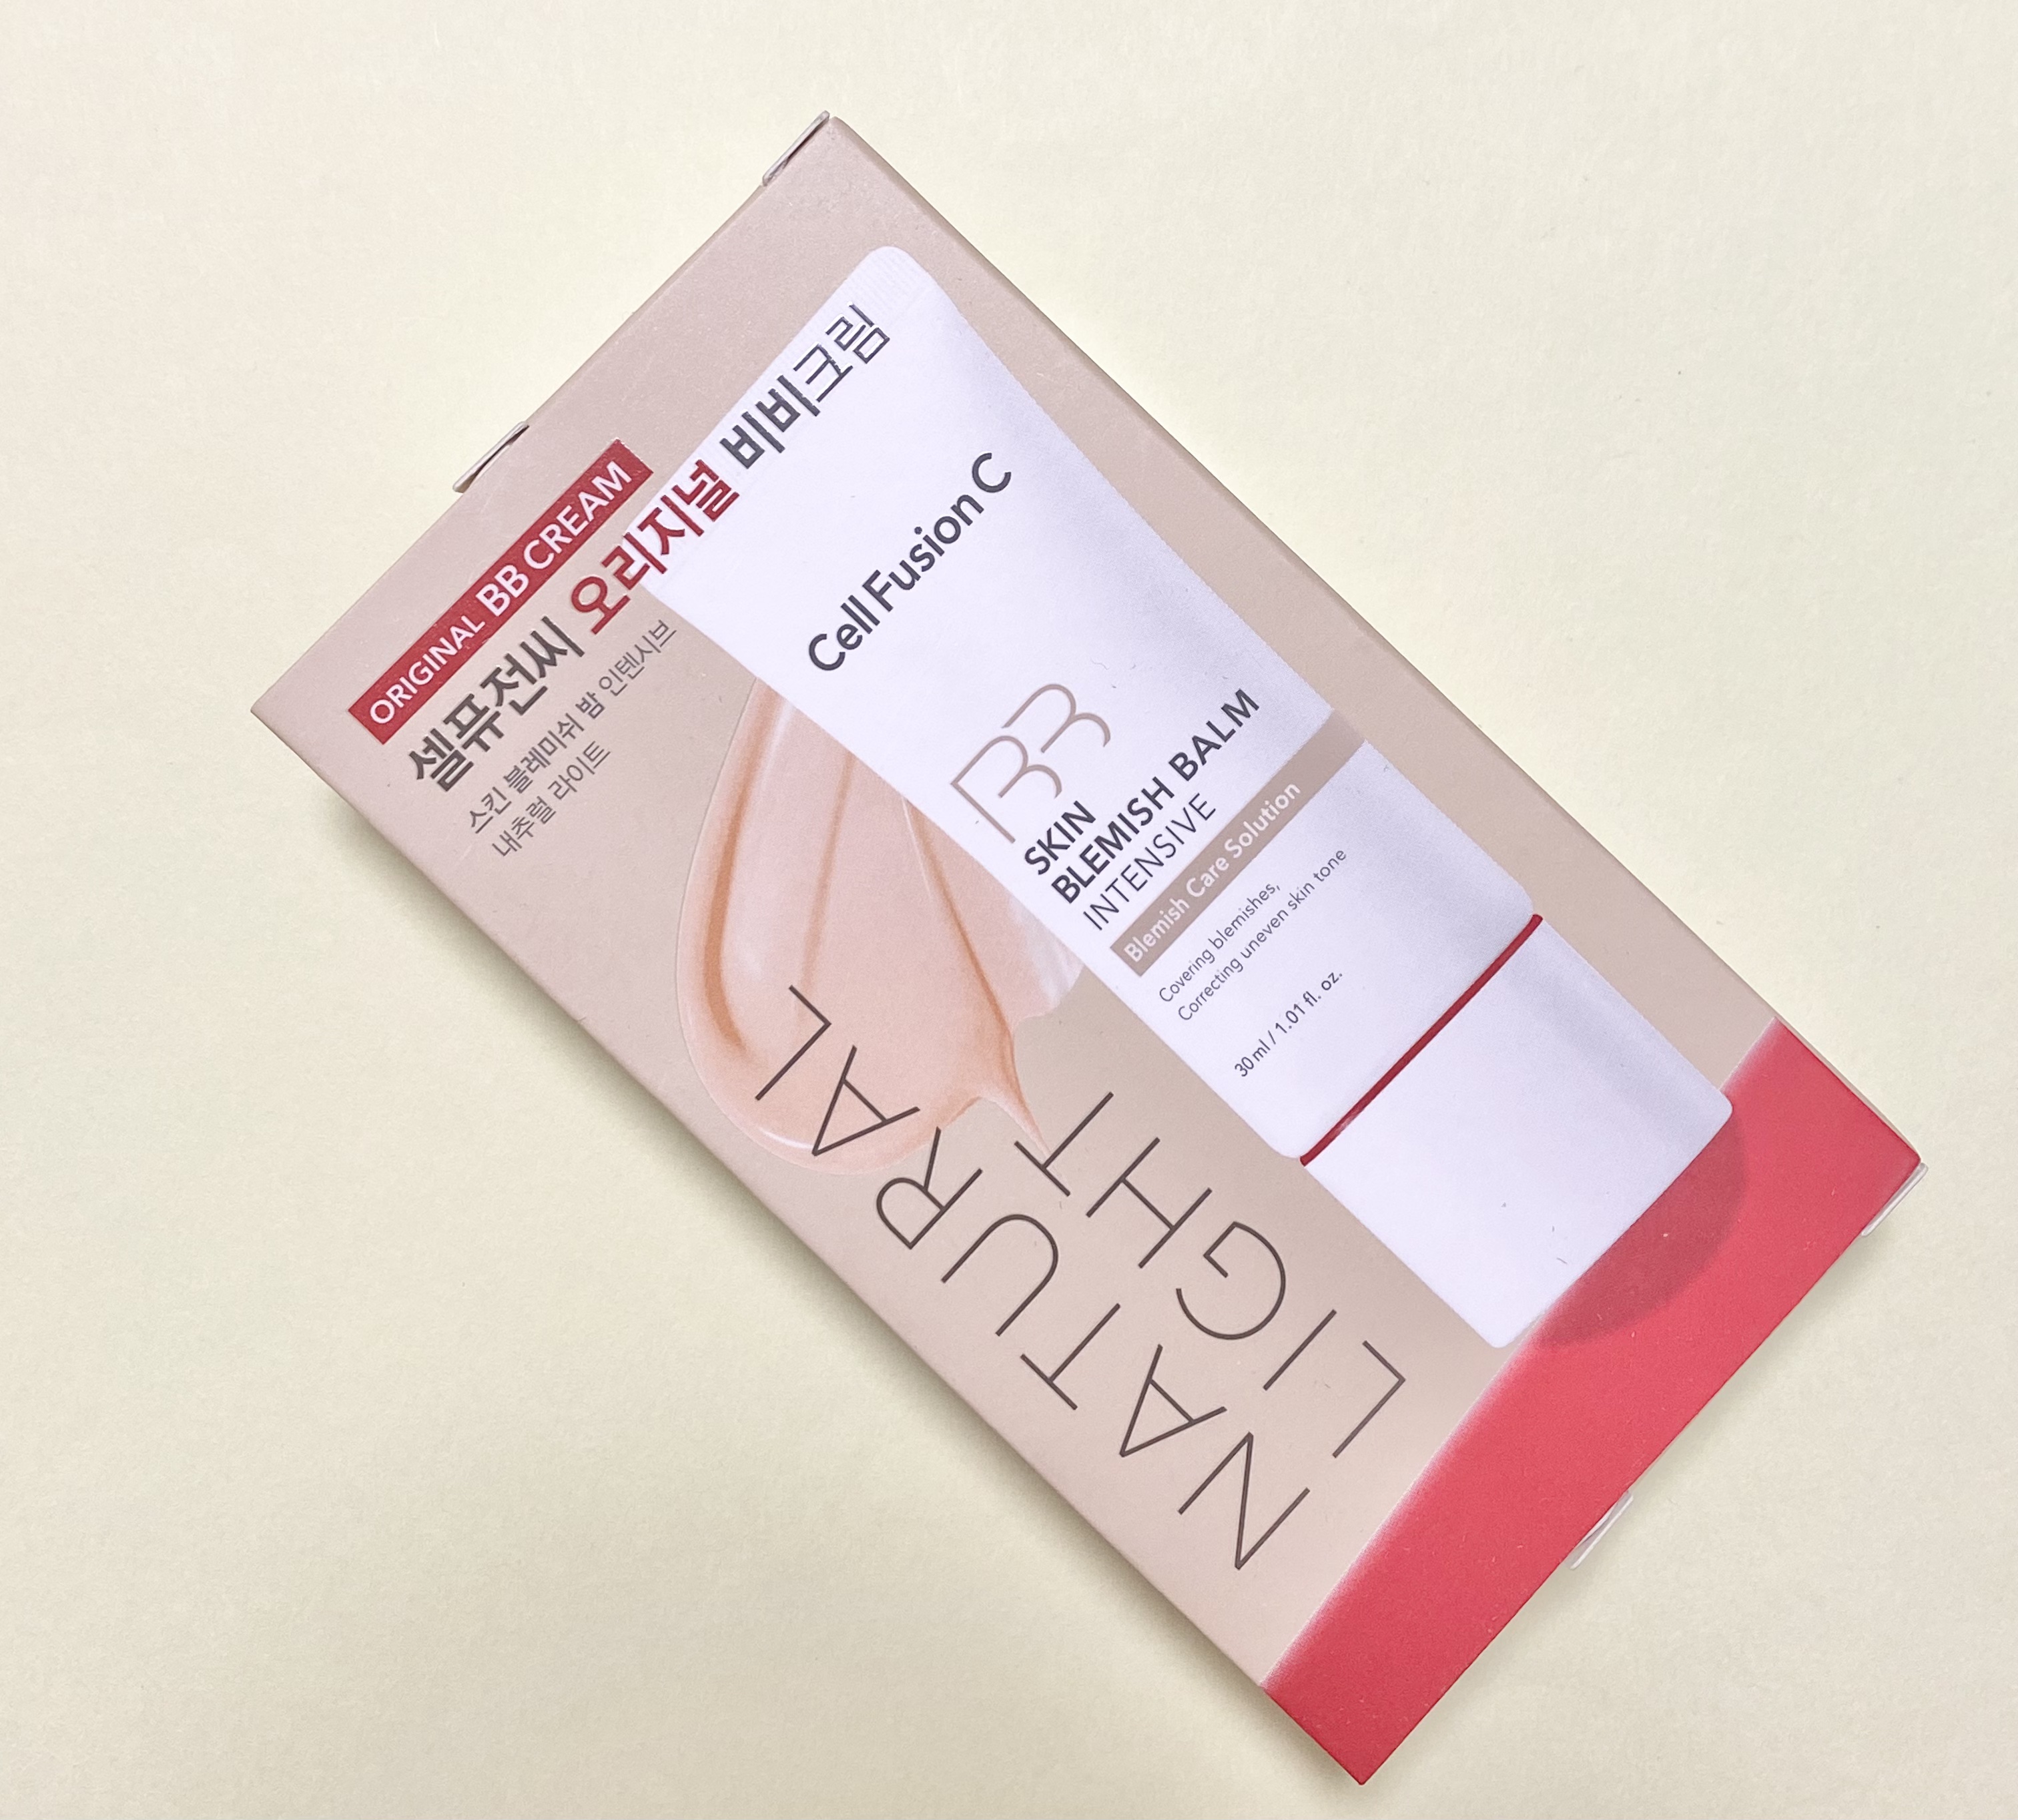 ORIGINAL BB CREAM
셀퓨전씨 오리지널 비비크림
스킨 블레미쉬 밤 인텐시브
내추럴 라이트
Cell Fusion C
BB
SKIN
BLEMISH BALM
INTENSIVE
Blemish Care Solution
Covering blemishes,
Correcting uneven skin tone
30 ml / 1.01 fl. oz.
NATURAL
LIGHT